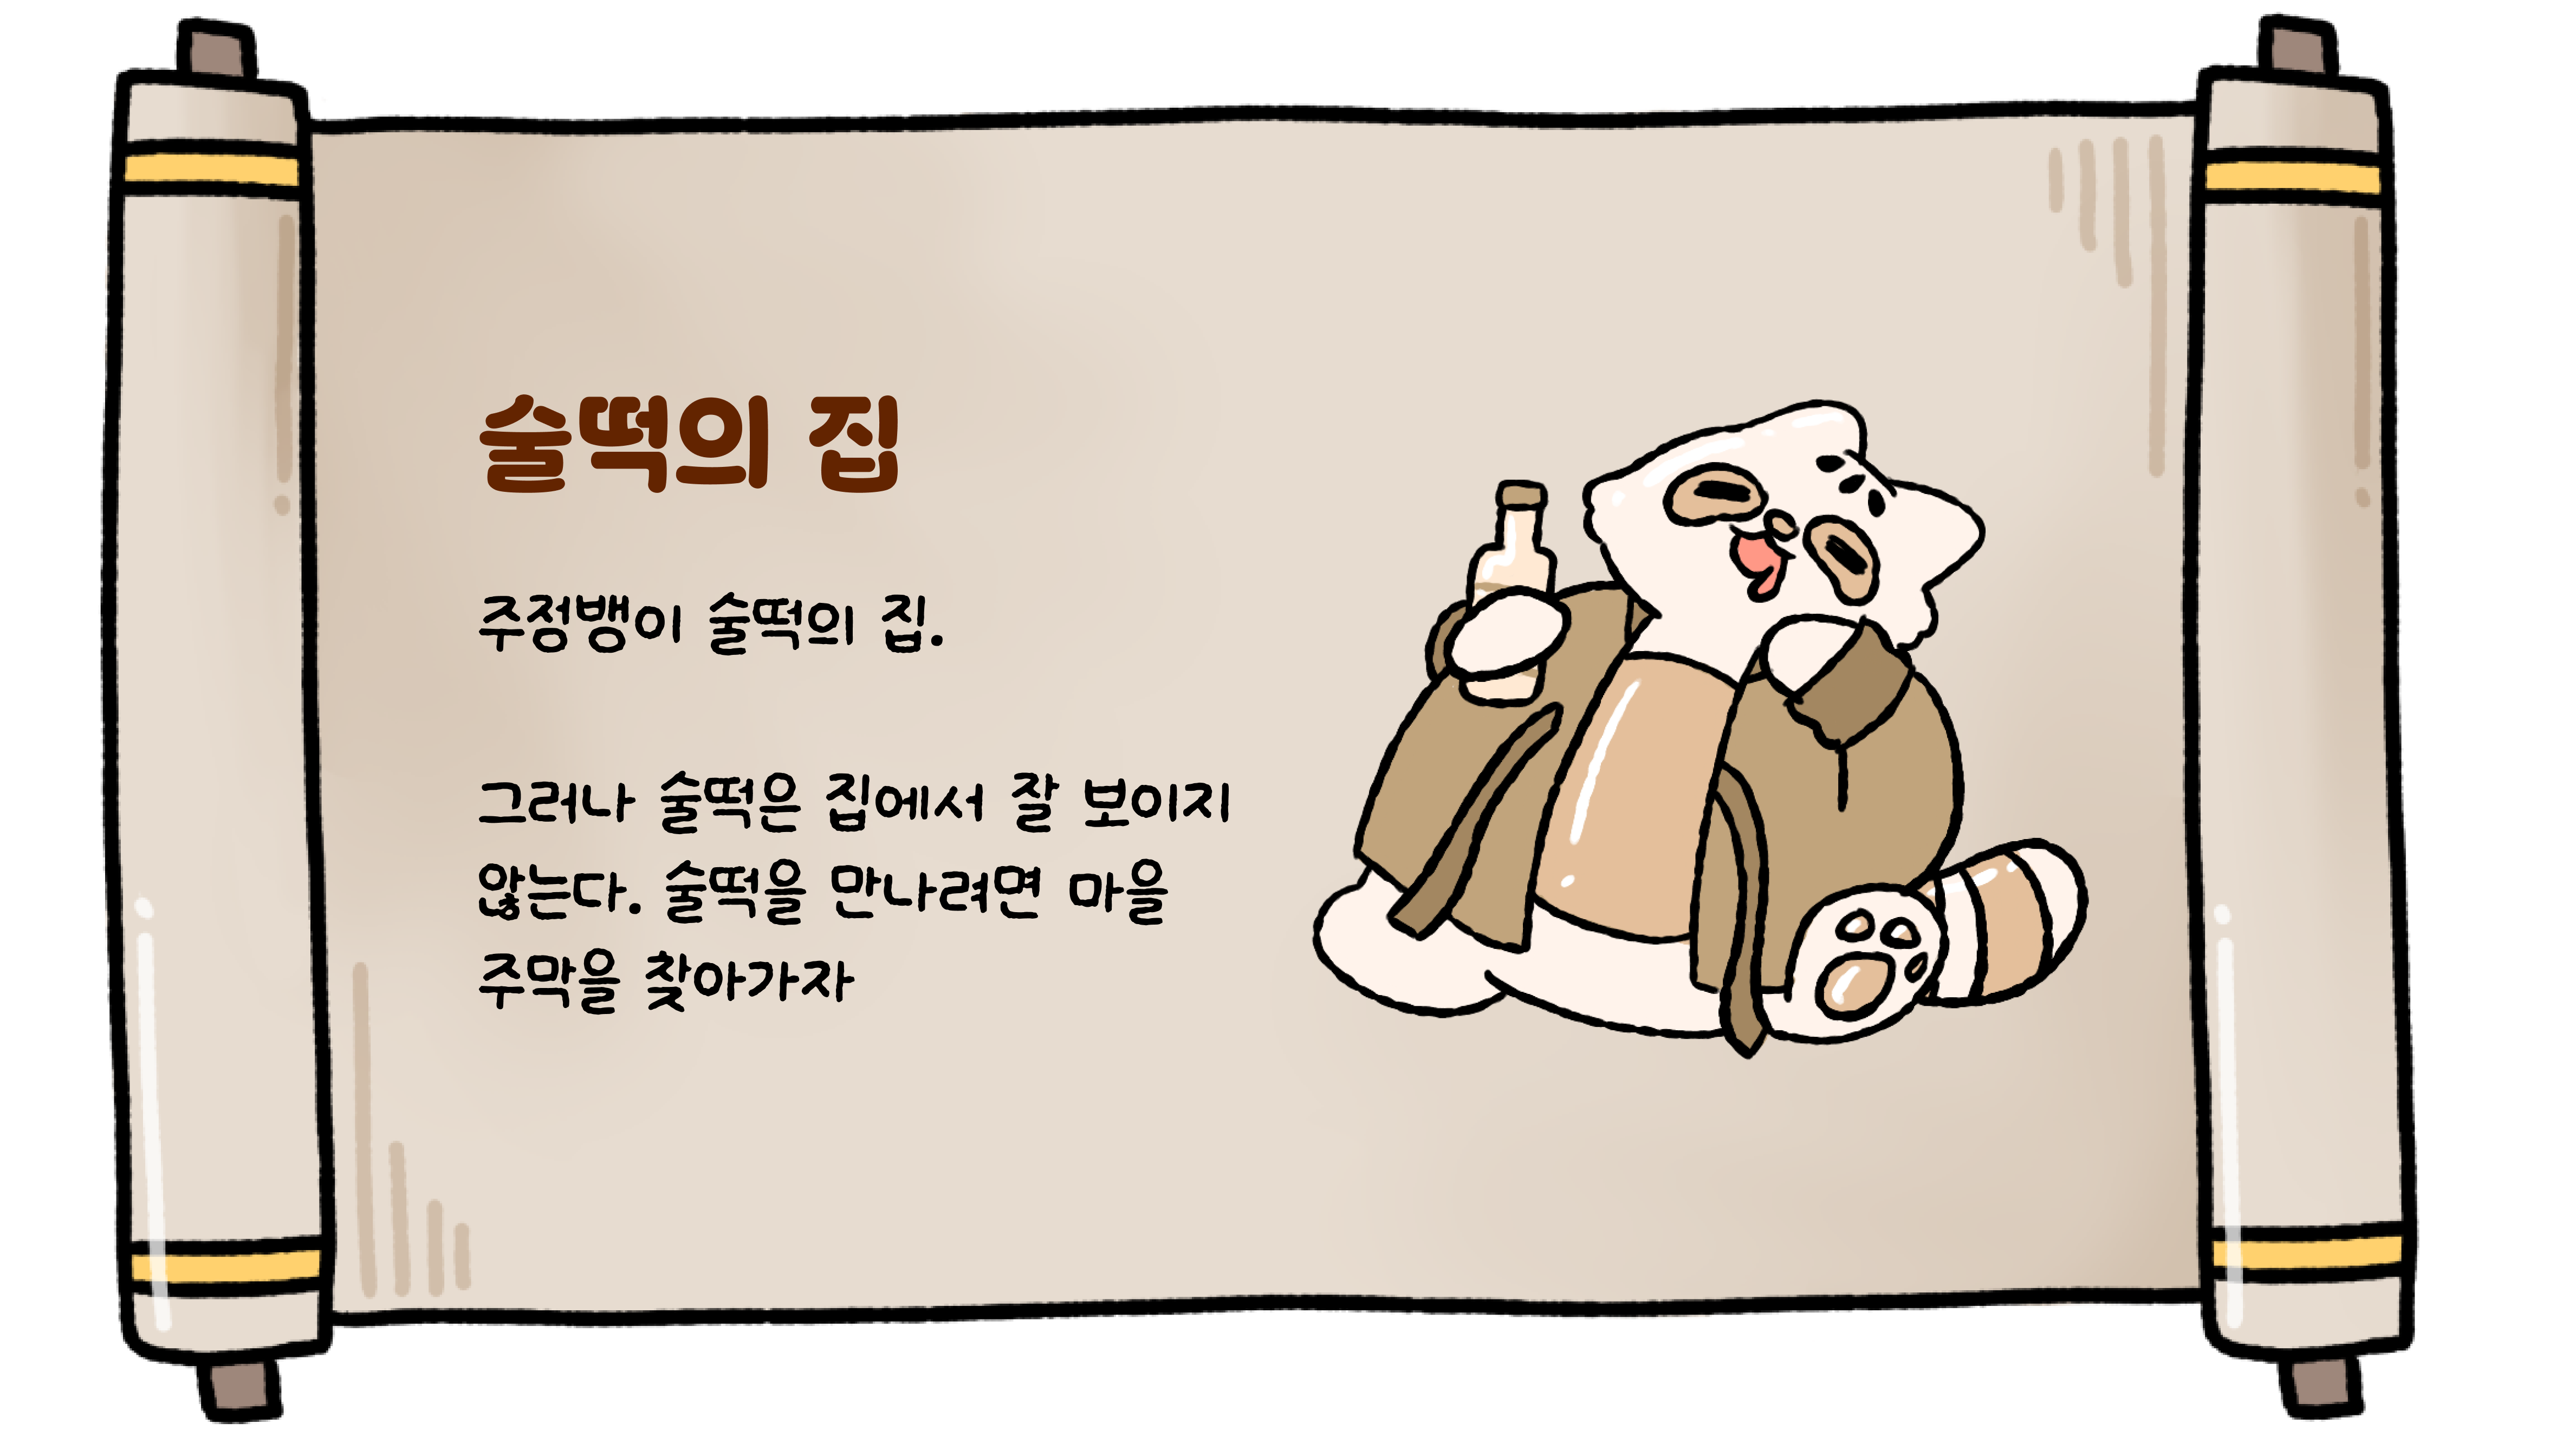 술떡의 집
주정뱅이 술떡의 집.
그러나 술떡은 집에서 잘 보이지
않는다. 술떡을 만나려면 마을
주막을 찾아가자